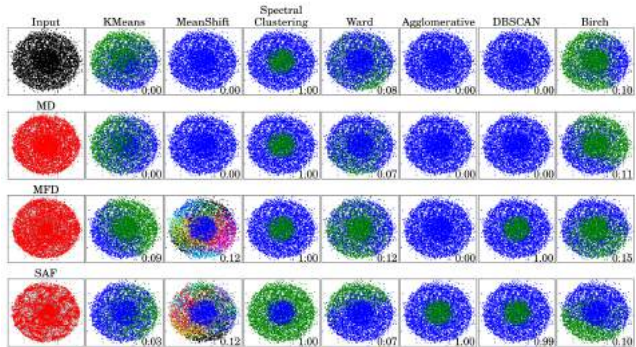 Input KMeans MeanShift Spectral Clustering Ward Agglomerative DBSCAN Birch
0.00 0.00 1.00 0.08 0.00 0.00 0.10
MD
0.00 0.00 1.00 0.07 0.00 0.00 0.11
MFD
0.09 0.12 1.00 0.12 0.00 1.00 0.15
SAF
0.03 0.12 1.00 0.07 1.00 0.99 0.10